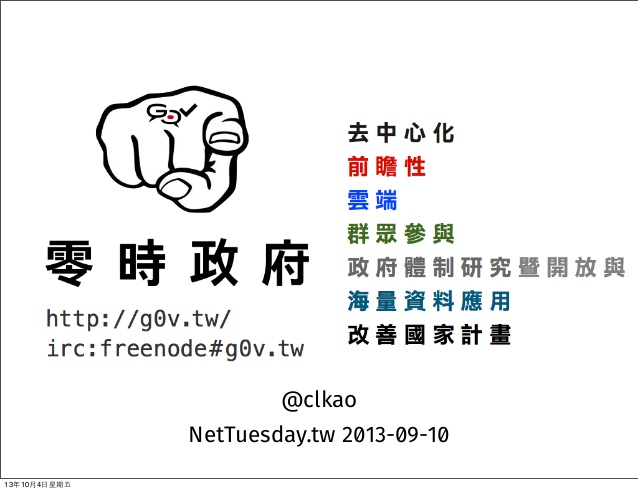 g0v
零時政府
http://g0v.tw/
irc:freenode#g0v.tw
去中心化
前瞻性
雲端
群眾參與
政府體制研究暨開放與
海量資料應用
改善國家計畫
@clkao
NetTuesday.tw 2013-09-10
13年10月4日星期五